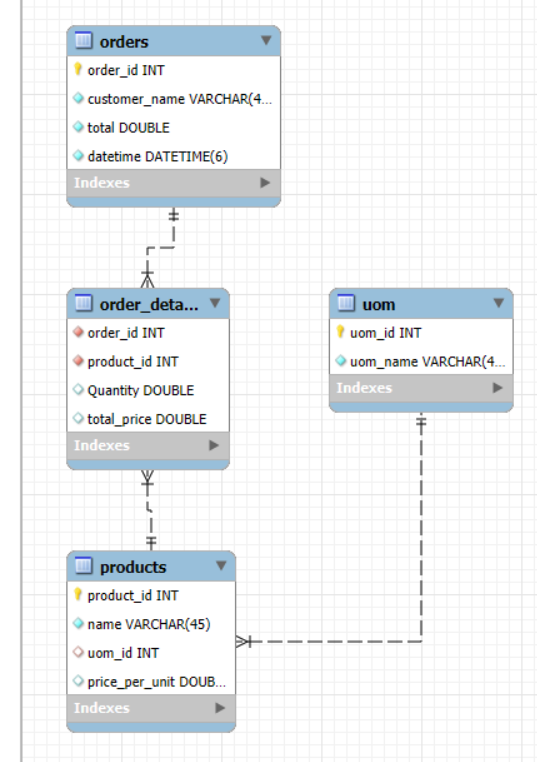 orders
order_id INT
customer_name VARCHAR(4...
total DOUBLE
datetime DATETIME(6)
Indexes
order_deta...
order_id INT
product_id INT
Quantity DOUBLE
total_price DOUBLE
Indexes
uom
uom_id INT
uom_name VARCHAR(4...
Indexes
products
product_id INT
name VARCHAR(45)
uom_id INT
price_per_unit DOUB...
Indexes